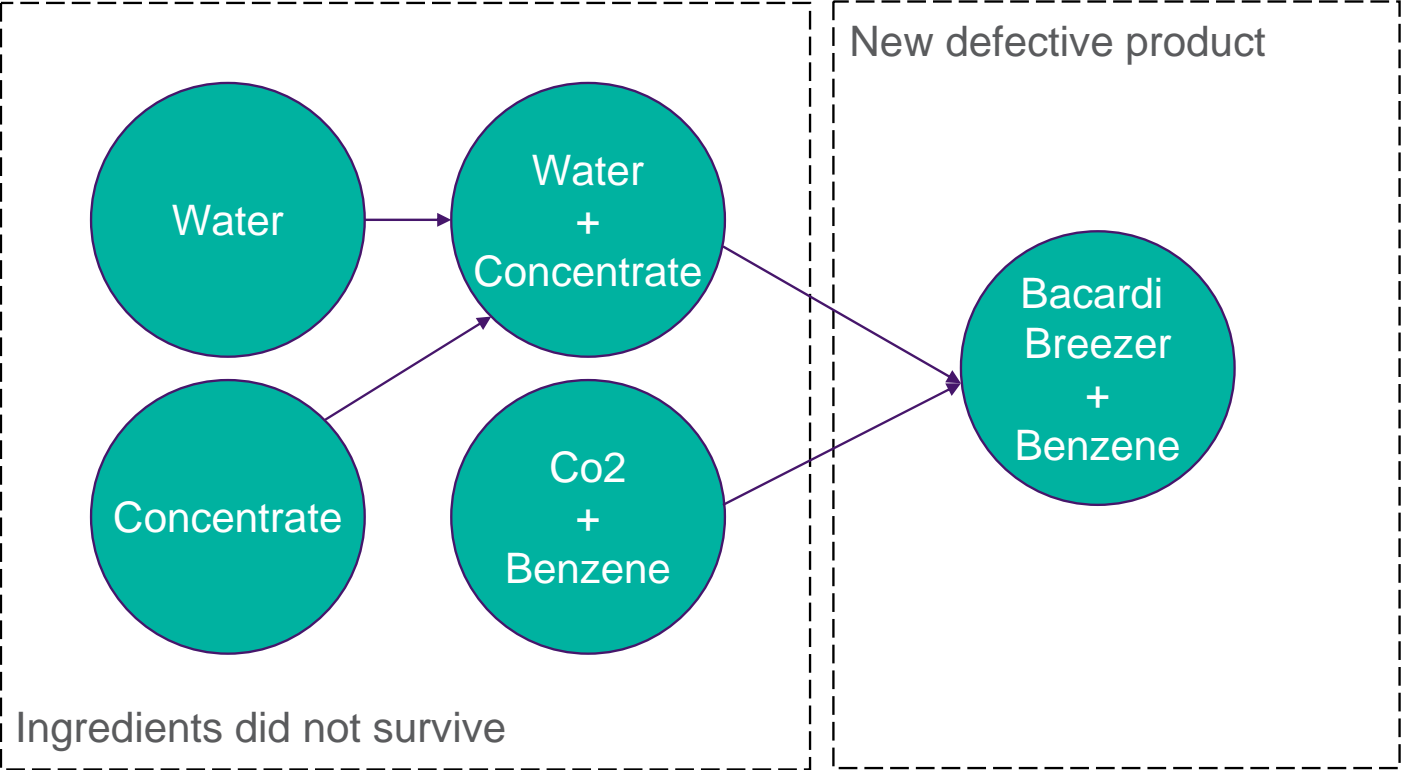 New defective product
Water
Water
+
Concentrate
Bacardi
Breezer
+
Benzene
Concentrate
Co2
+
Benzene
Ingredients did not survive